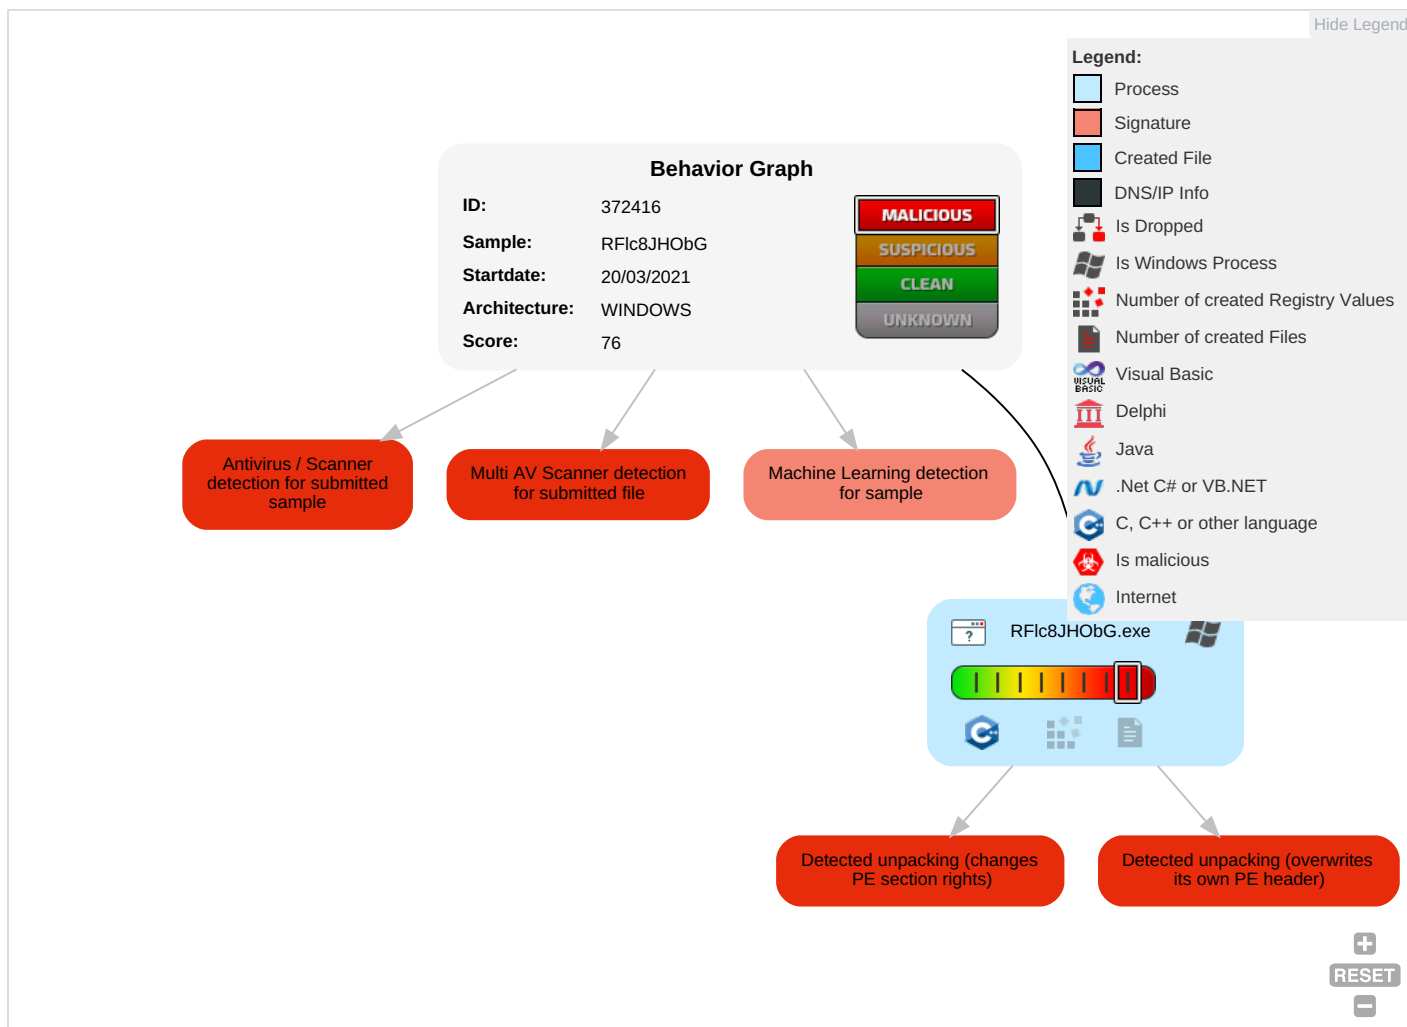 Hide Legend
Legend:
Process
Signature
Created File
DNS/IP Info
Is Dropped
Is Windows Process
Number of created Registry Values
Number of created Files
VISUAL
BASIC
Visual Basic
Delphi
Java
.Net C# or VB.NET
C, C++ or other language
Is malicious
Internet
Behavior Graph
ID: 372416
Sample: RFlc8JHObG
Startdate: 20/03/2021
Architecture: WINDOWS
Score: 76
MALICIOUS
SUSPICIOUS
CLEAN
UNKNOWN
Antivirus / Scanner
detection for submitted
sample
Multi AV Scanner detection
for submitted file
Machine Learning detection
for sample
RFlc8JHObG.exe
Detected unpacking (changes
PE section rights)
Detected unpacking (overwrites
its own PE header)
RESET